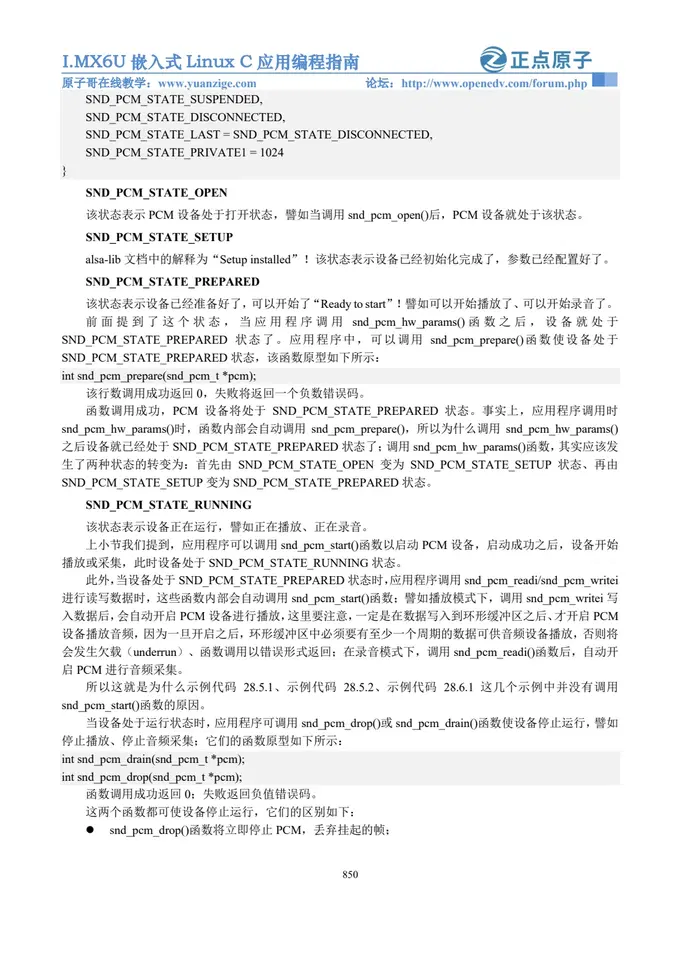 I.MX6U 嵌入式 Linux C 应用编程指南
正点原子
原子哥在线教学：www.yuanzige.com 论坛：http://www.openedv.com/forum.php
SND_PCM_STATE_SUSPENDED,
SND_PCM_STATE_DISCONNECTED,
SND_PCM_STATE_LAST = SND_PCM_STATE_DISCONNECTED,
SND_PCM_STATE_PRIVATE1 = 1024
}
SND_PCM_STATE_OPEN
该状态表示 PCM 设备处于打开状态，譬如当调用 snd_pcm_open()后，PCM 设备就处于该状态。
SND_PCM_STATE_SETUP
alsa-lib 文档中的解释为“Setup installed”！该状态表示设备已经初始化完成了，参数已经配置好了。
SND_PCM_STATE_PREPARED
该状态表示设备已经准备好了，可以开始了“Ready to start”！譬如可以开始播放了、可以开始录音了。
前面提到了这个状态，当应用程序调用 snd_pcm_hw_params()函数之后，设备就处于
SND_PCM_STATE_PREPARED 状态了。应用程序中，可以调用 snd_pcm_prepare()函数使设备处于
SND_PCM_STATE_PREPARED 状态，该函数原型如下所示：
int snd_pcm_prepare(snd_pcm_t *pcm);
该行数调用成功返回 0，失败将返回一个负数错误码。
函数调用成功，PCM 设备将处于 SND_PCM_STATE_PREPARED 状态。事实上，应用程序调用时
snd_pcm_hw_params()时，函数内部会自动调用 snd_pcm_prepare()，所以为什么调用 snd_pcm_hw_params()
之后设备就已经处于 SND_PCM_STATE_PREPARED 状态了；调用 snd_pcm_hw_params()函数，其实应该发
生了两种状态的转变为：首先由 SND_PCM_STATE_OPEN 变为 SND_PCM_STATE_SETUP 状态、再由
SND_PCM_STATE_SETUP 变为 SND_PCM_STATE_PREPARED 状态。
SND_PCM_STATE_RUNNING
该状态表示设备正在运行，譬如正在播放、正在录音。
上小节我们提到，应用程序可以调用 snd_pcm_start()函数以启动 PCM 设备，启动成功之后，设备开始
播放或采集，此时设备处于 SND_PCM_STATE_RUNNING 状态。
此外，当设备处于 SND_PCM_STATE_PREPARED 状态时，应用程序调用 snd_pcm_readi/snd_pcm_writei
进行读写数据时，这些函数内部会自动调用 snd_pcm_start()函数；譬如播放模式下，调用 snd_pcm_writei 写
入数据后，会自动开启 PCM 设备进行播放，这里要注意，一定是在数据写入到环形缓冲区之后、才开启 PCM
设备播放音频，因为一旦开启之后，环形缓冲区中必须要有至少一个周期的数据可供音频设备播放，否则将
会发生欠载（underrun）、函数调用以错误形式返回；在录音模式下，调用 snd_pcm_readi()函数后，自动开
启 PCM 进行音频采集。
所以这就是为什么示例代码 28.5.1、示例代码 28.5.2、示例代码 28.6.1 这几个示例中并没有调用
snd_pcm_start()函数的原因。
当设备处于运行状态时，应用程序可调用 snd_pcm_drop()或 snd_pcm_drain()函数使设备停止运行，譬如
停止播放、停止音频采集；它们的函数原型如下所示：
int snd_pcm_drain(snd_pcm_t *pcm);
int snd_pcm_drop(snd_pcm_t *pcm);
函数调用成功返回 0；失败返回负值错误码。
这两个函数都可使设备停止运行，它们的区别如下：
● snd_pcm_drop()函数将立即停止 PCM，丢弃挂起的帧；
850